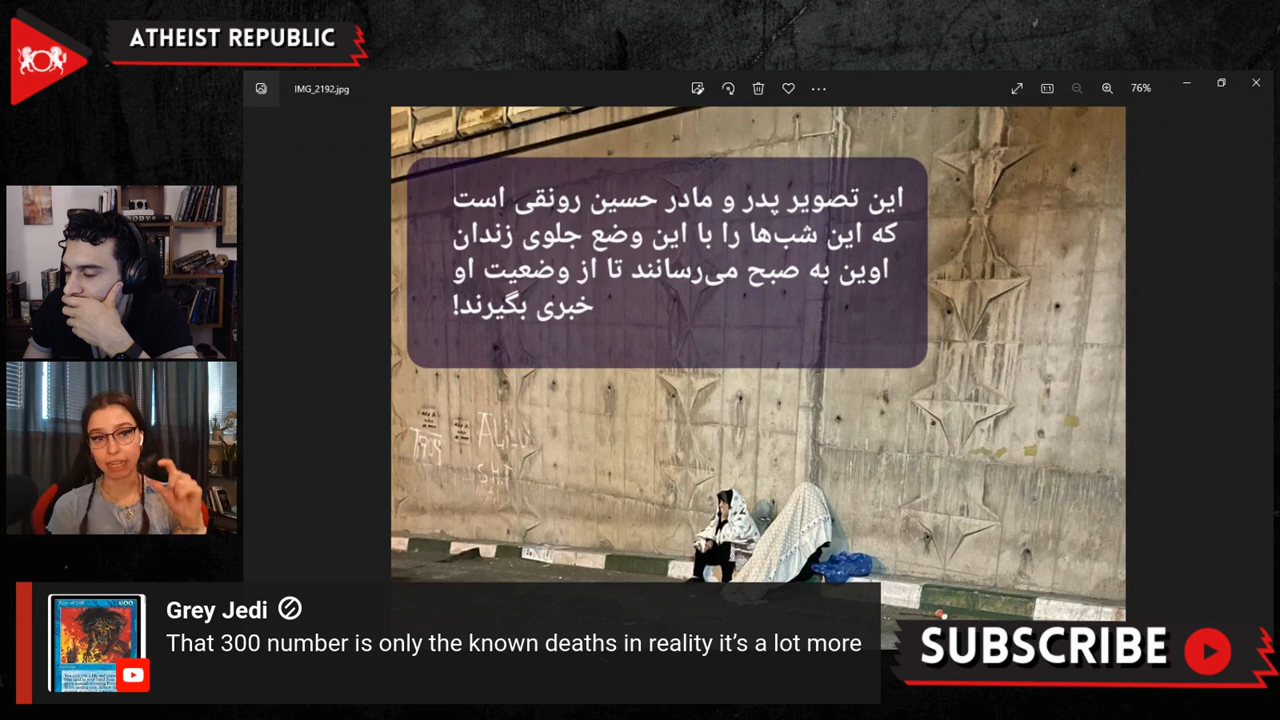 ATHEIST REPUBLIC
IMG_2192.jpg
76%
این تصویر پدر و مادر حسین رونقی است
که این شب‌ها را با این وضع جلوی زندان
اوین به صبح می‌رسانند تا از وضعیت او
خبری بگیرند!
Grey Jedi
That 300 number is only the known deaths in reality it’s a lot more
SUBSCRIBE